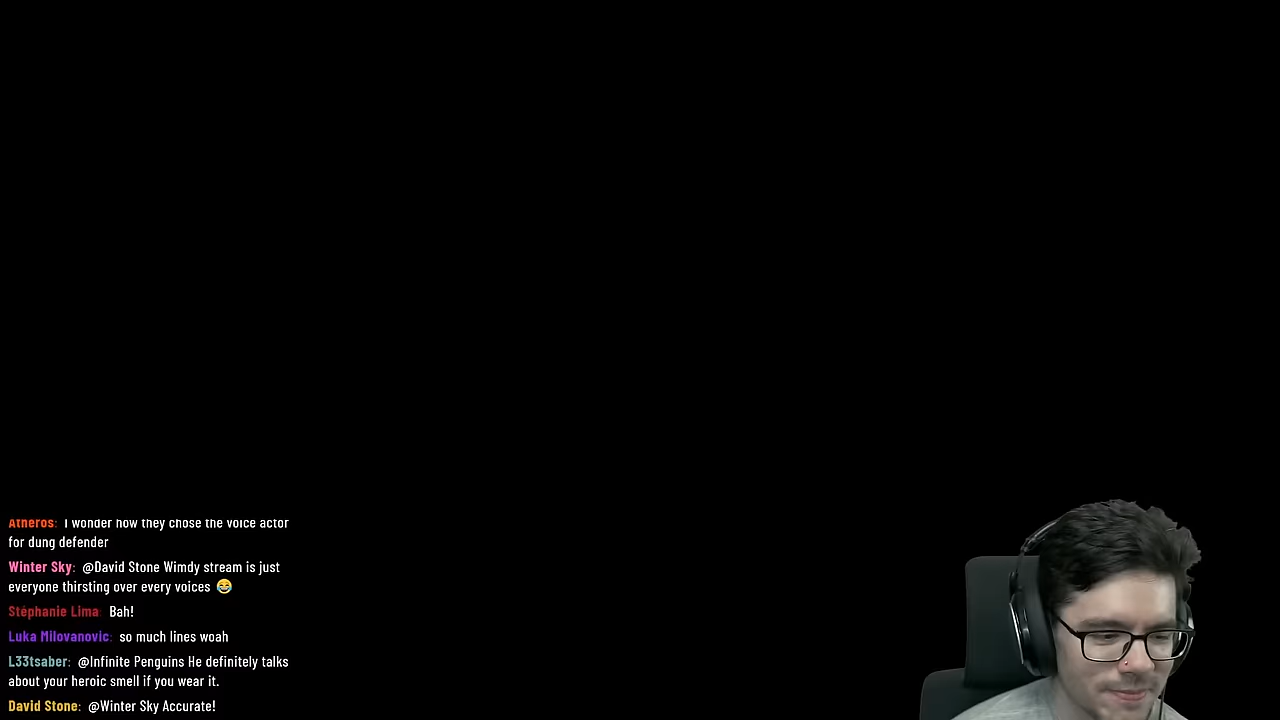 Atheros: I wonder how they chose the voice actor
for dung defender
Winter Sky: @David Stone Wimdy stream is just
everyone thirsting over every voices 😂
Stéphanie Lima: Bah!
Luka Milovanovic: so much lines woah
L33tsaber: @Infinite Penguins He definitely talks
about your heroic smell if you wear it.
David Stone: @Winter Sky Accurate!